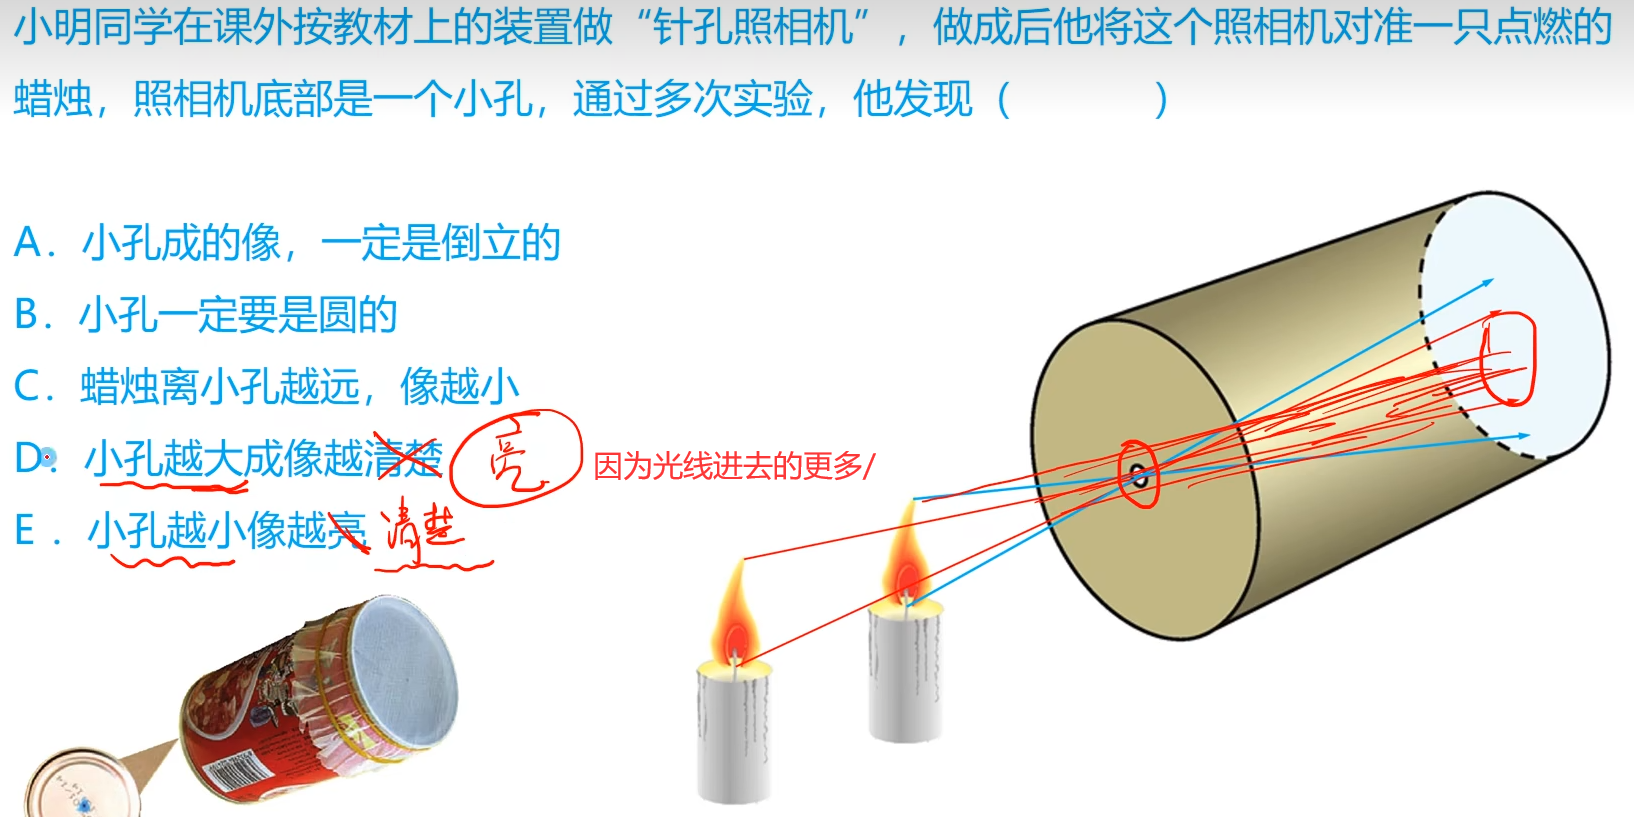 小明同学在课外按教材上的装置做“针孔照相机”，做成后他将这个照相机对准一只点燃的
蜡烛，照相机底部是一个小孔，通过多次实验，他发现（　　　）
A．小孔成的像，一定是倒立的
B．小孔一定要是圆的
C．蜡烛离小孔越远，像越小
D．小孔越大成像越清楚 亮 因为光线进去的更多/
E．小孔越小像越亮 清楚